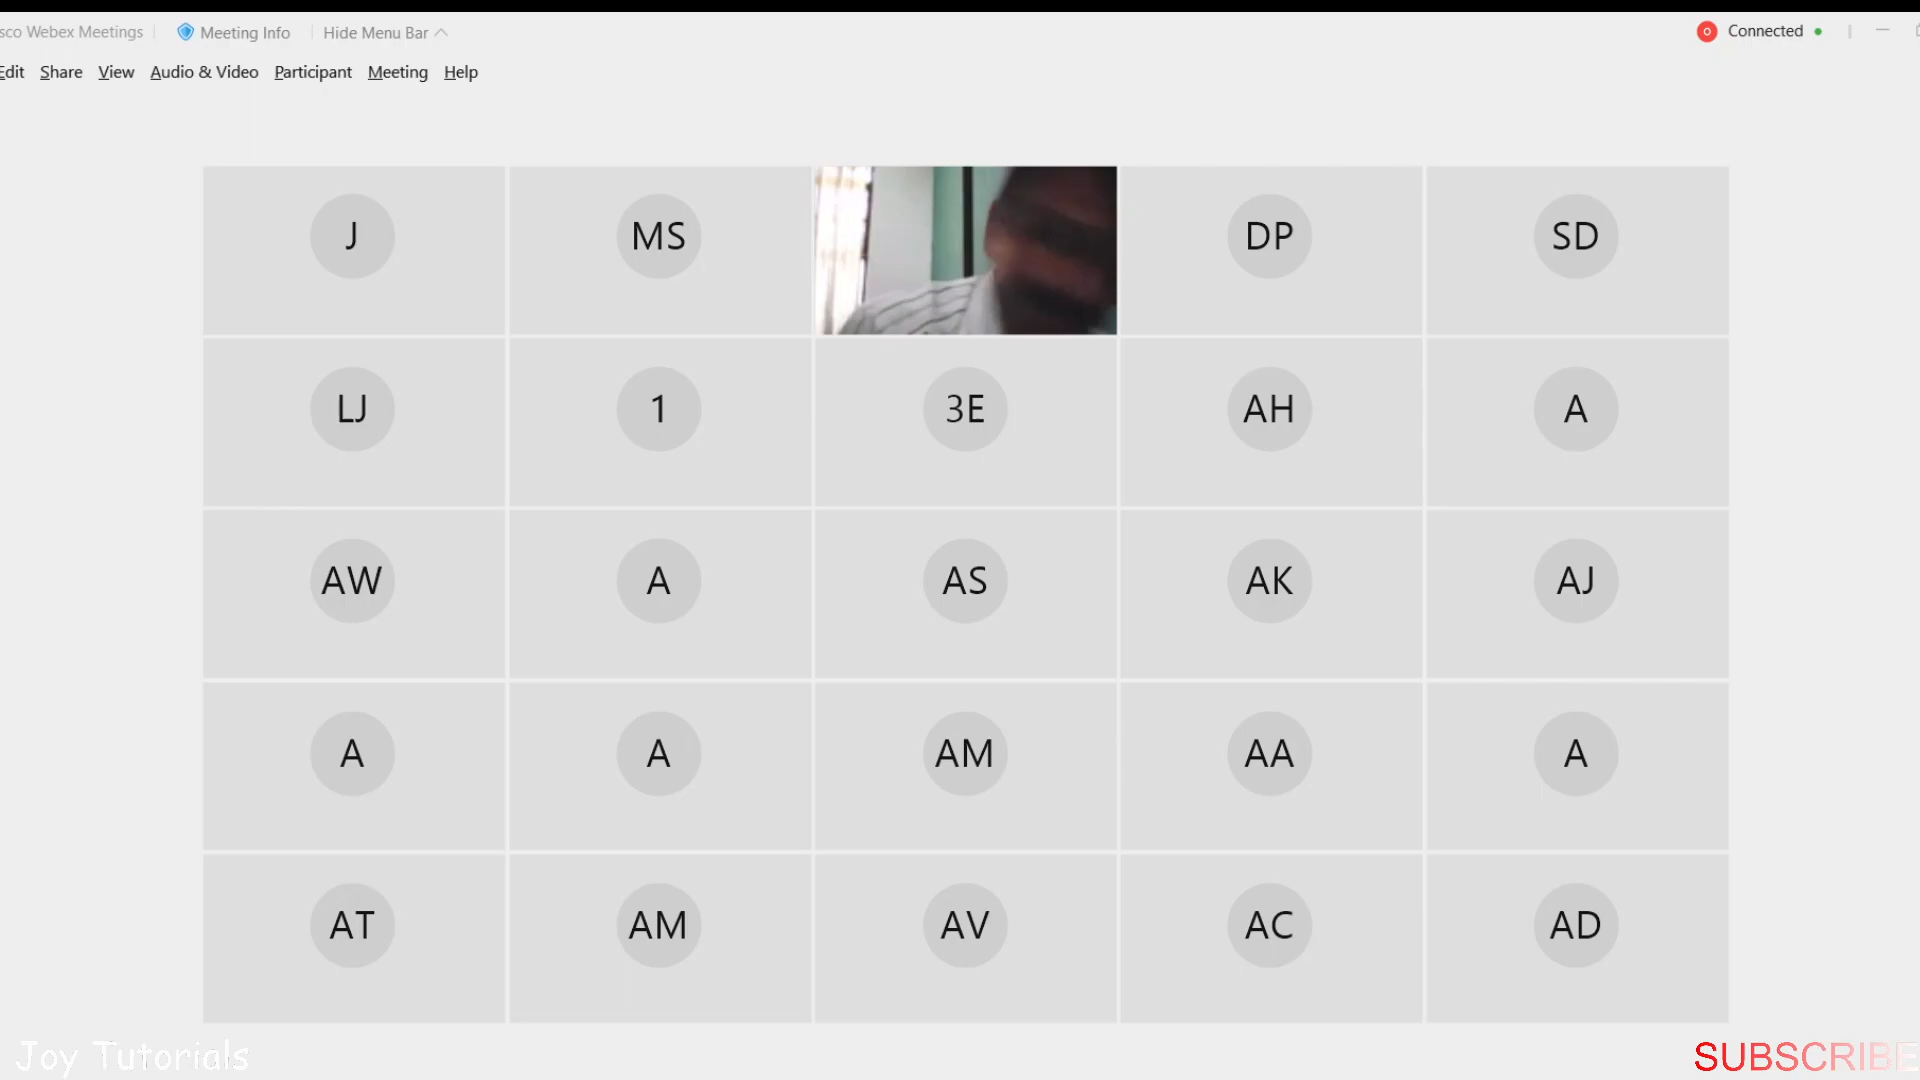 sco Webex Meetings Meeting Info Hide Menu Bar Connected
Edit Share View Audio & Video Participant Meeting Help
J MS DP SD
LJ 1 3E AH A
AW A AS AK AJ
A A AM AA A
AT AM AV AC AD
Joy Tutorials SUBSCRIBE